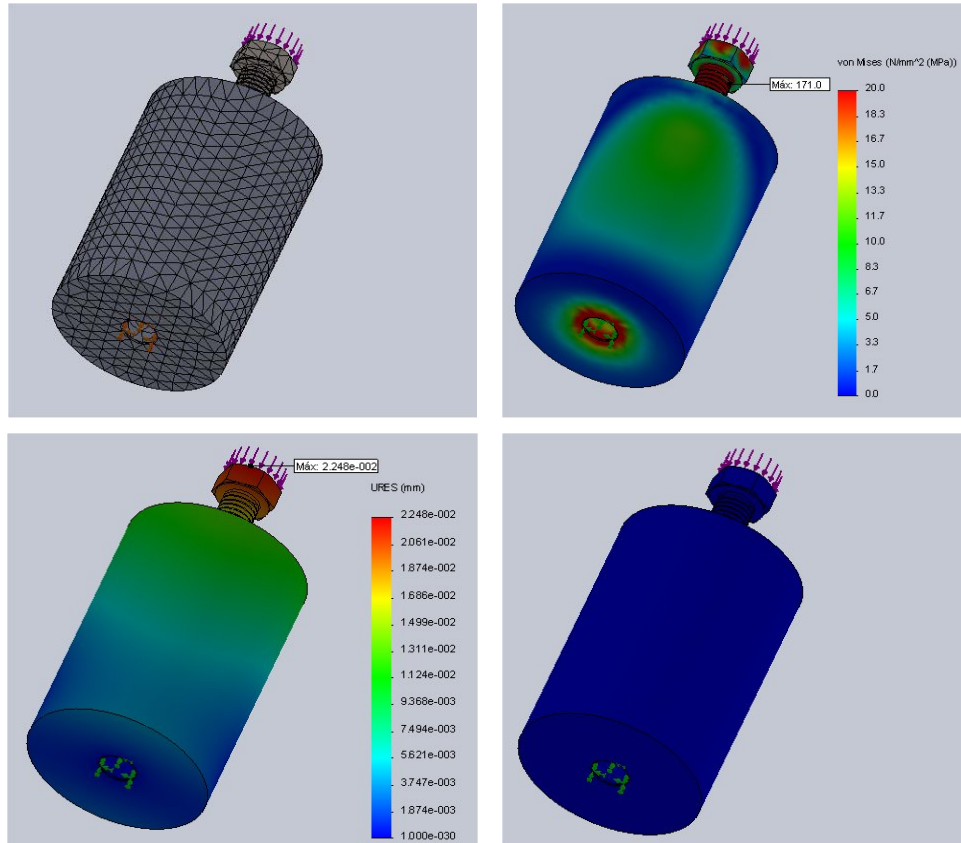 von Mises (N/mm^2 (MPa))
Máx: 171.0
20.0
18.3
16.7
15.0
13.3
11.7
10.0
8.3
6.7
5.0
3.3
1.7
0.0
Máx: 2.248e-002
URES (mm)
2.248e-002
2.061e-002
1.874e-002
1.686e-002
1.499e-002
1.311e-002
1.124e-002
9.368e-003
7.494e-003
5.621e-003
3.747e-003
1.874e-003
1.000e-030